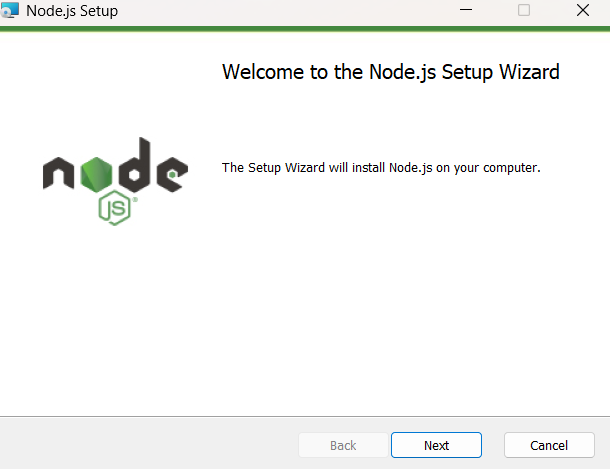 Node.js Setup
Welcome to the Node.js Setup Wizard
The Setup Wizard will install Node.js on your computer.
node
JS®
Back
Next
Cancel